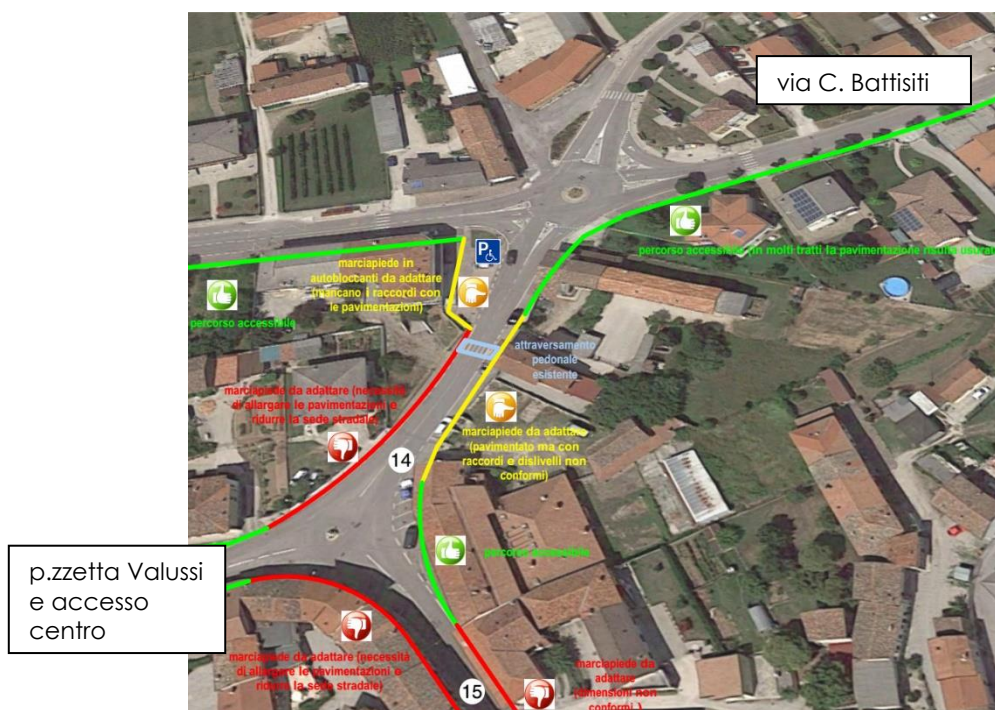 via C. Battisiti
percorso accessibile (in molti tratti la pavimentazione risulta usurata
P
marciapiede in
autobloccanti da adattare
(mancano i raccordi con
le pavimentazioni)
percorso accessibile
attraversamento
pedonale
esistente
marciapiede da adattare (necessità
di allargare le pavimentazioni e
ridurre la sede stradale)
marciapiede da adattare
(pavimentato ma con
raccordi e dislivelli non
conformi)
14
percorso accessibile
p.zzetta Valussi
e accesso
centro
marciapiede da adattare (necessità
di allargare le pavimentazioni e
ridurre la sede stradale)
15
marciapiede da
adattare
(dimensioni non
conformi )